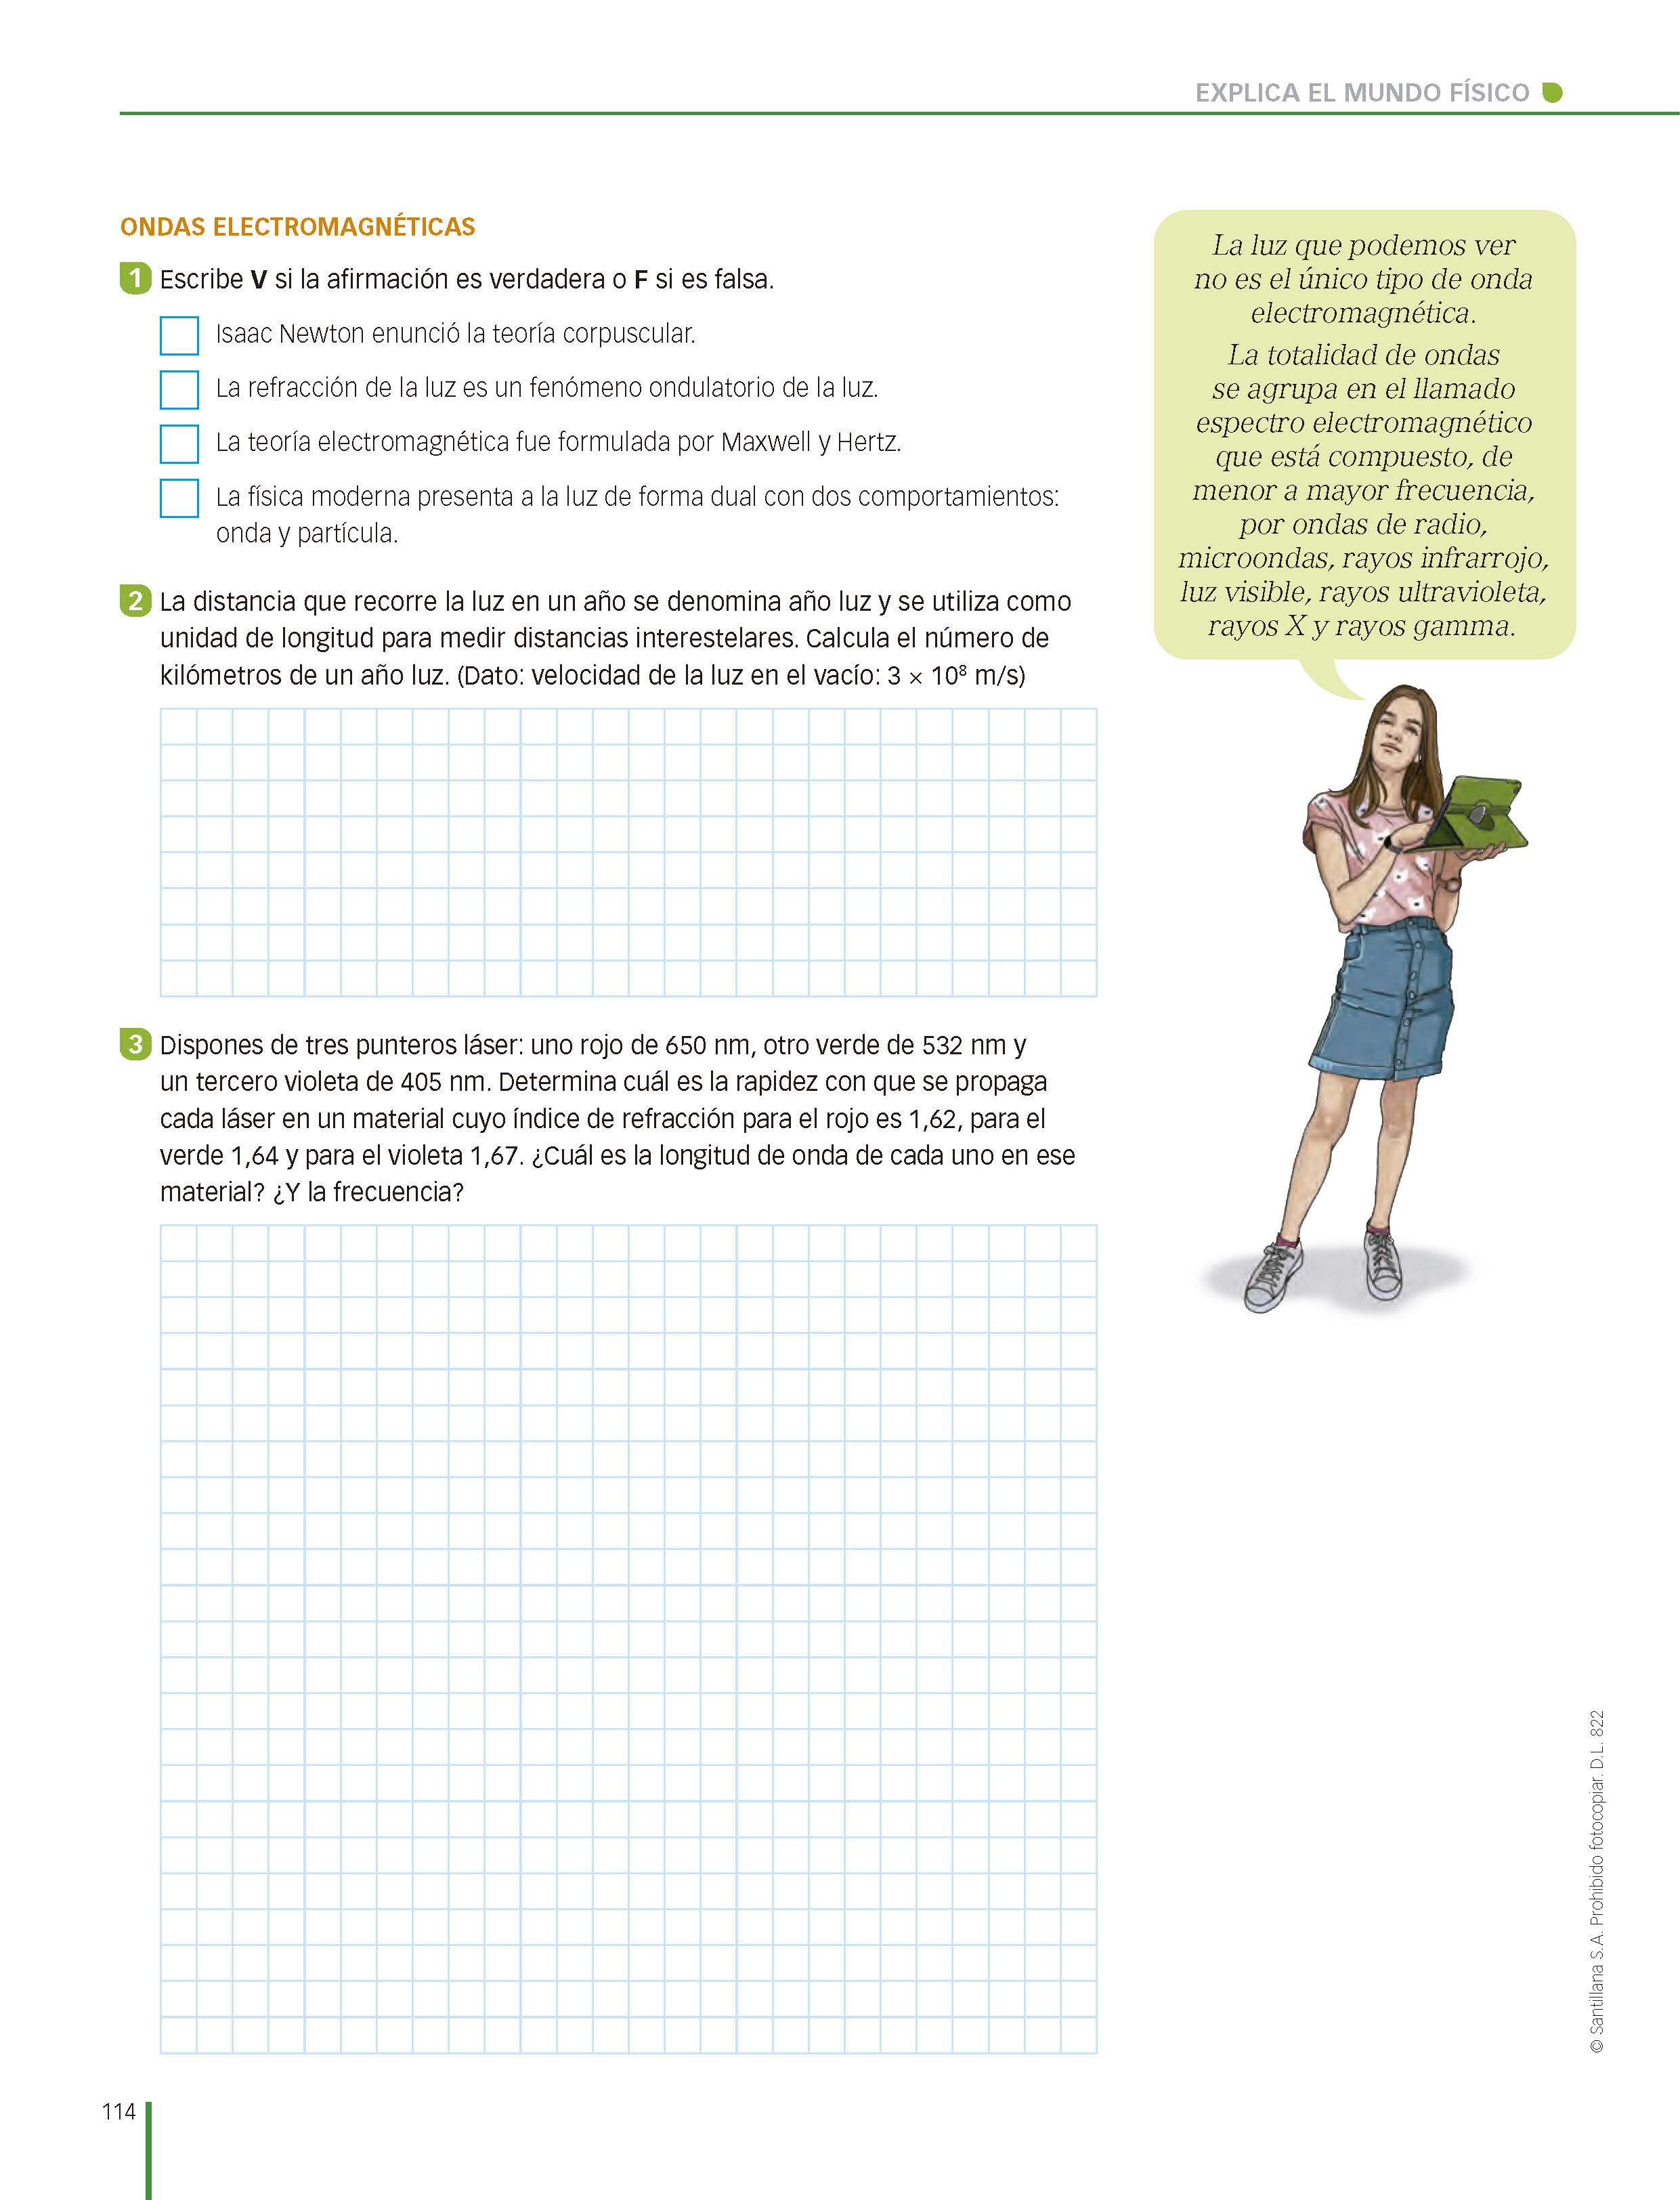 EXPLICA EL MUNDO FÍSICO
ONDAS ELECTROMAGNÉTICAS
1 Escribe V si la afirmación es verdadera o F si es falsa.
Isaac Newton enunció la teoría corpuscular.
La refracción de la luz es un fenómeno ondulatorio de la luz.
La teoría electromagnética fue formulada por Maxwell y Hertz.
La física moderna presenta a la luz de forma dual con dos comportamientos:
onda y partícula.
2 La distancia que recorre la luz en un año se denomina año luz y se utiliza como
unidad de longitud para medir distancias interestelares. Calcula el número de
kilómetros de un año luz. (Dato: velocidad de la luz en el vacío: 3 × 10⁸ m/s)
3 Dispones de tres punteros láser: uno rojo de 650 nm, otro verde de 532 nm y
un tercero violeta de 405 nm. Determina cuál es la rapidez con que se propaga
cada láser en un material cuyo índice de refracción para el rojo es 1,62, para el
verde 1,64 y para el violeta 1,67. ¿Cuál es la longitud de onda de cada uno en ese
material? ¿Y la frecuencia?
La luz que podemos ver
no es el único tipo de onda
electromagnética.
La totalidad de ondas
se agrupa en el llamado
espectro electromagnético
que está compuesto, de
menor a mayor frecuencia,
por ondas de radio,
microondas, rayos infrarrojo,
luz visible, rayos ultravioleta,
rayos X y rayos gamma.
© Santillana S.A. Prohibido fotocopiar. D.L. 822
114